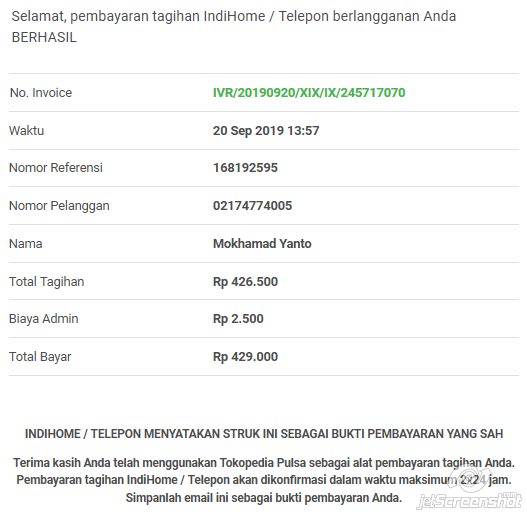 Selamat, pembayaran tagihan IndiHome / Telepon berlangganan Anda
BERHASIL
No. Invoice IVR/20190920/XIX/IX/245717070
Waktu 20 Sep 2019 13:57
Nomor Referensi 168192595
Nomor Pelanggan 02174774005
Nama Mokhamad Yanto
Total Tagihan Rp 426.500
Biaya Admin Rp 2.500
Total Bayar Rp 429.000
INDIHOME / TELEPON MENYATAKAN STRUK INI SEBAGAI BUKTI PEMBAYARAN YANG SAH
Terima kasih Anda telah menggunakan Tokopedia Pulsa sebagai alat pembayaran tagihan Anda.
Pembayaran tagihan IndiHome / Telepon akan dikonfirmasi dalam waktu maksimum 2x24 jam.
Simpanlah email ini sebagai bukti pembayaran Anda.
jetScreenshot